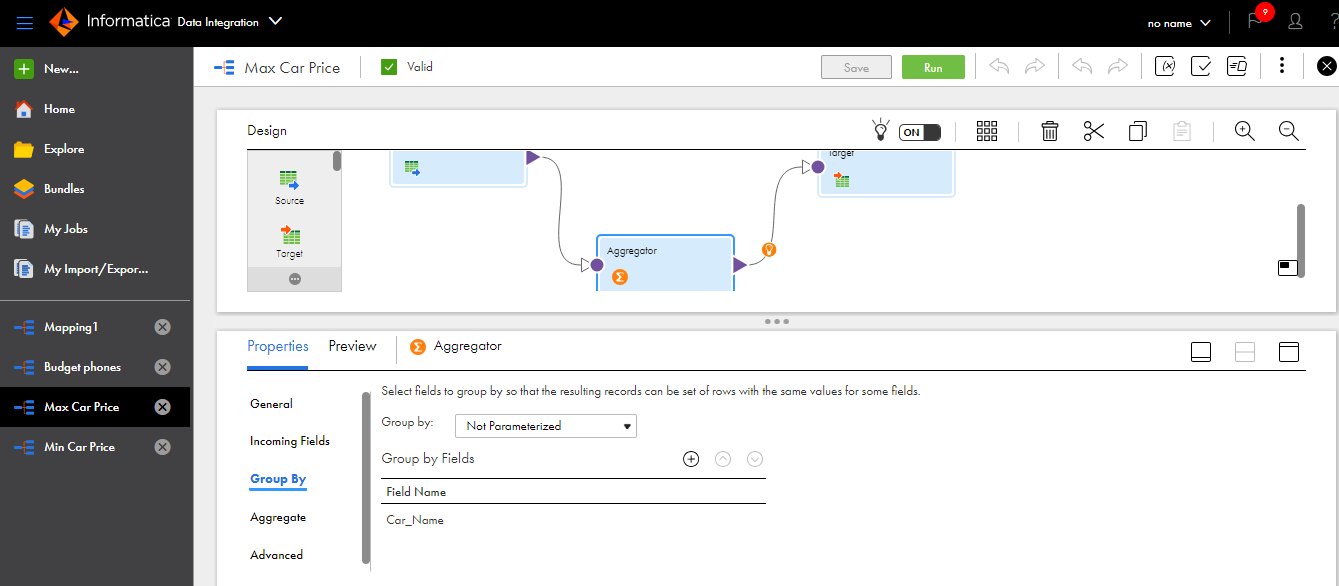 Informatica Data Integration
no name
9
?
New...
Home
Explore
Bundles
My Jobs
My Import/Expor...
Mapping1
Budget phones
Max Car Price
Min Car Price
Max Car Price
Valid
Save
Run
Design
ON
Source
Target
Target
Aggregator
Properties
Preview
Aggregator
General
Incoming Fields
Group By
Aggregate
Advanced
Select fields to group by so that the resulting records can be set of rows with the same values for some fields.
Group by:
Not Parameterized
Group by Fields
Field Name
Car_Name